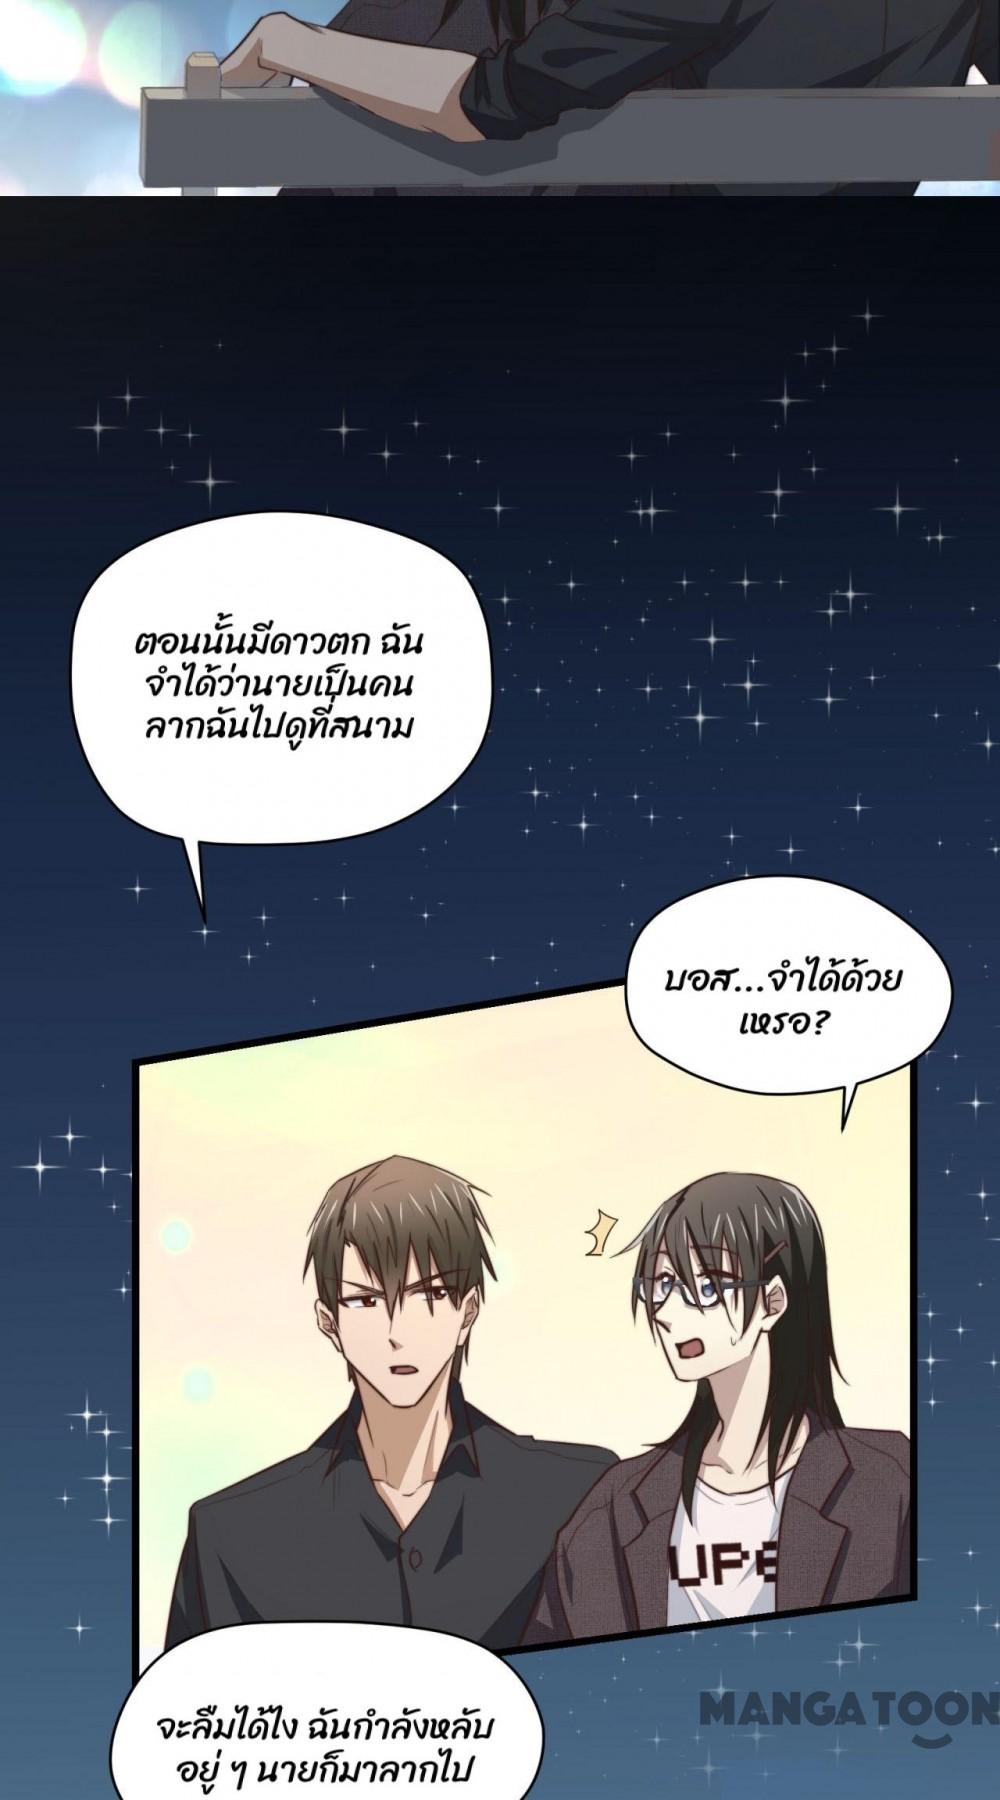 ตอนนั้นมีดาวตก ฉัน
จำได้ว่านายเป็นคน
ลากฉันไปดูที่สนาม
บอส...จำได้ด้วย
เหรอ?
UPE
จะลืมได้ไง ฉันกำลังหลับ
อยู่ ๆ นายก็มาลากไป
MANGATOON